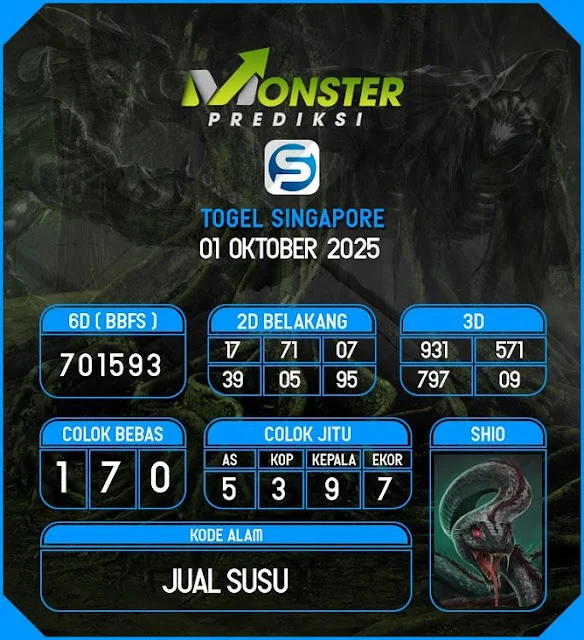 MONSTER
PREDIKSI
S
TOGEL SINGAPORE
01 OKTOBER 2025
6D ( BBFS )
701593
2D BELAKANG
17 71 07
39 05 95
3D
931 571
797 09
COLOK BEBAS
1 7 0
COLOK JITU
AS KOP KEPALA EKOR
5 3 9 7
SHIO
KODE ALAM
JUAL SUSU